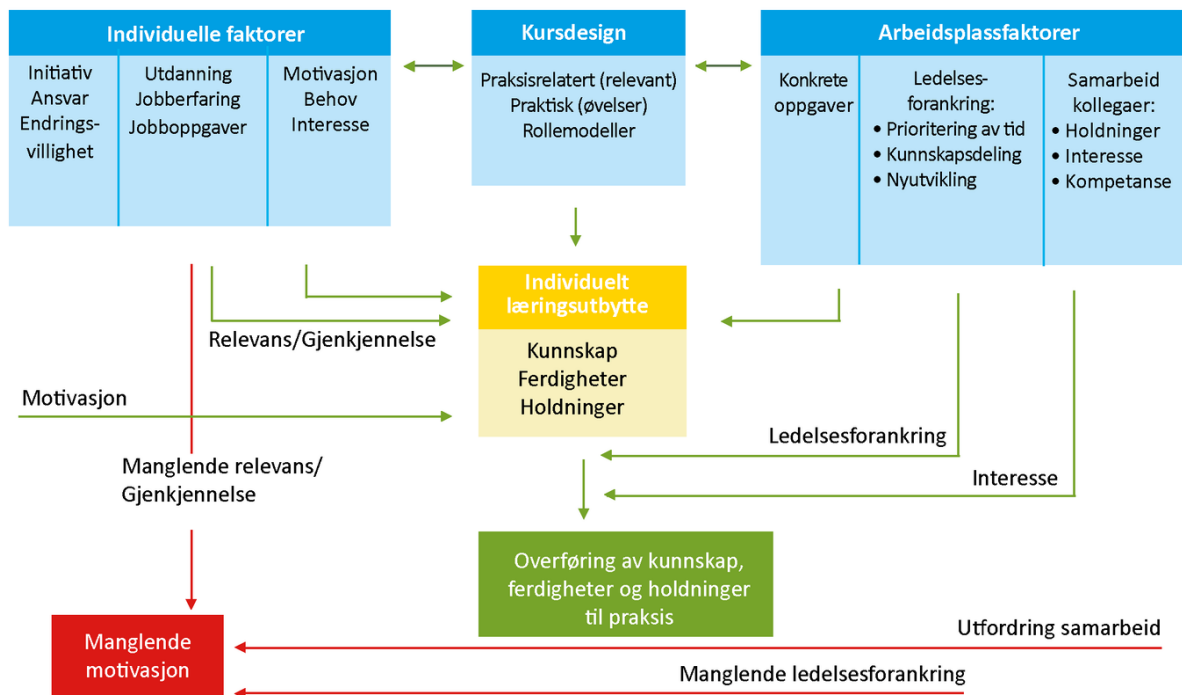 Individuelle faktorer
Initiativ
Ansvar
Endrings-
villighet
Utdanning
Jobberfaring
Jobboppgaver
Motivasjon
Behov
Interesse
Kursdesign
Praksisrelatert (relevant)
Praktisk (øvelser)
Rollemodeller
Arbeidsplassfaktorer
Konkrete
oppgaver
Ledelses-
forankring:
• Prioritering av tid
• Kunnskapsdeling
• Nyutvikling
Samarbeid
kollegaer:
• Holdninger
• Interesse
• Kompetanse
Individuelt
læringsutbytte
Kunnskap
Ferdigheter
Holdninger
Relevans/Gjenkjennelse
Motivasjon
Manglende relevans/
Gjenkjennelse
Ledelsesforankring
Interesse
Overføring av kunnskap,
ferdigheter og holdninger
til praksis
Manglende
motivasjon
Utfordring samarbeid
Manglende ledelsesforankring